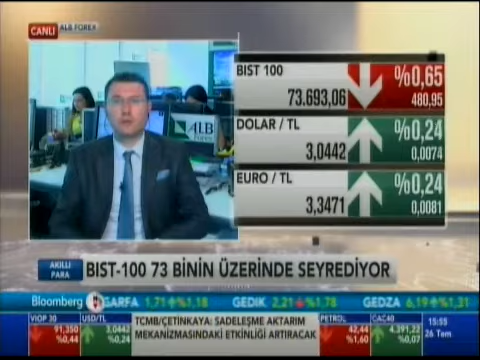 CANLI ALB FOREX
BIST 100 %0,65
73.693,06 480,95
DOLAR / TL %0,24
3,0442 0,0074
EURO / TL %0,24
3,3471 0,0081
ALB
AKILLI
PARA
BIST-100 73 BİNİN ÜZERİNDE SEYREDİYOR
Bloomberg HT GARFA 1,71 %1,18 GEDIK 2,21 %1,78 GEDZA 6,19 %1,31
VIOP 30 USD/TL PETROL CAC40 15:55
91,350 3,0442 42,44 4.391,22 26 Tem
%0,44 %0,24 %1,60 %0,07
TCMB/ÇETİNKAYA: SADELEŞME AKTARIM
MEKANİZMASINDAKİ ETKİNLİĞİ ARTIRACAK